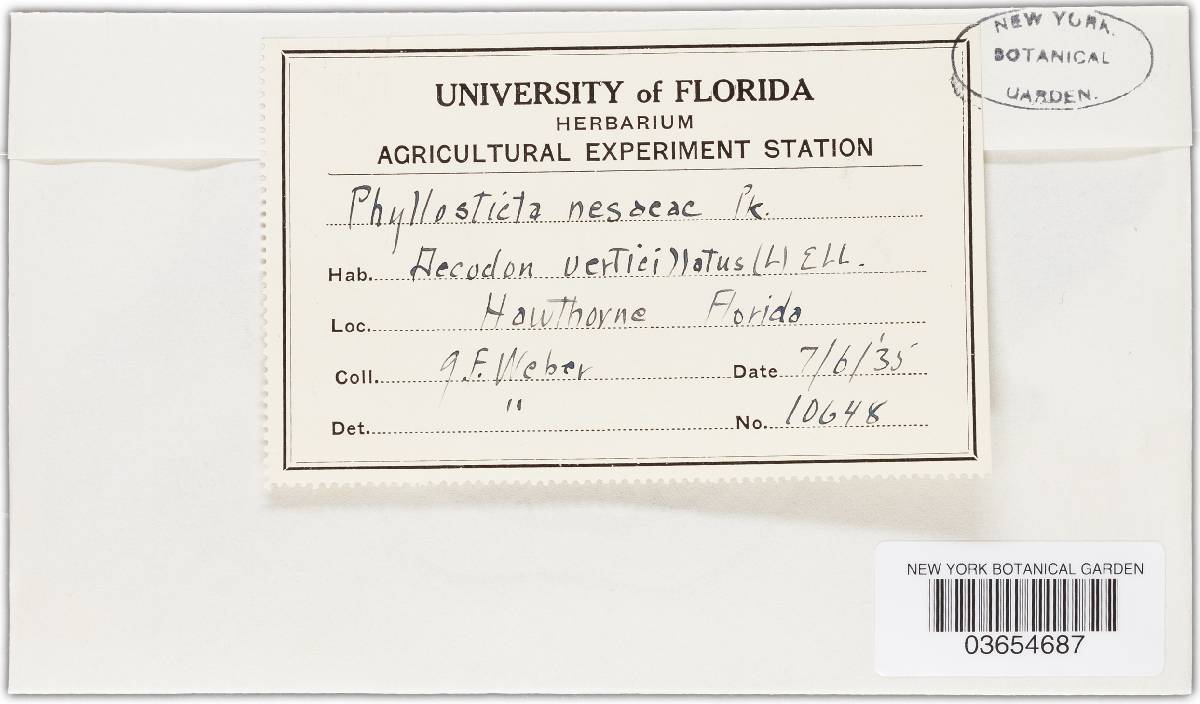 NEW YORK
BOTANICAL
GARDEN.
UNIVERSITY of FLORIDA
HERBARIUM
AGRICULTURAL EXPERIMENT STATION
Phyllosticta nesaeae Pk.
Hab. Decodon verticillatus (L) Ell.
Loc. Hawthorne Florida
Coll. G.F. Weber Date 7/6/'35
Det. " No. 10648
NEW YORK BOTANICAL GARDEN
03654687